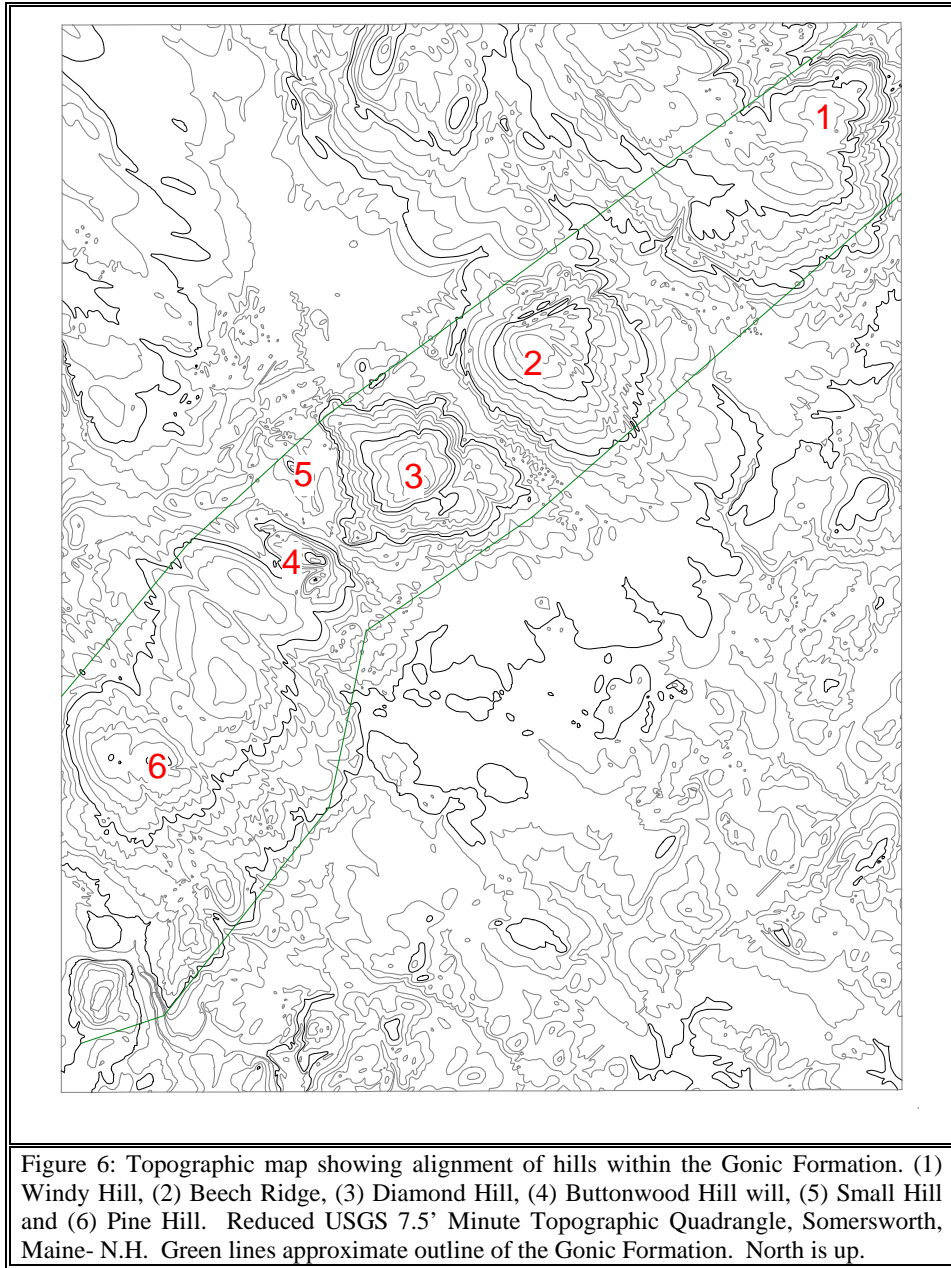 1
2
3
5
4
6
Figure 6: Topographic map showing alignment of hills within the Gonic Formation. (1)
Windy Hill, (2) Beech Ridge, (3) Diamond Hill, (4) Buttonwood Hill will, (5) Small Hill
and (6) Pine Hill. Reduced USGS 7.5’ Minute Topographic Quadrangle, Somersworth,
Maine- N.H. Green lines approximate outline of the Gonic Formation. North is up.